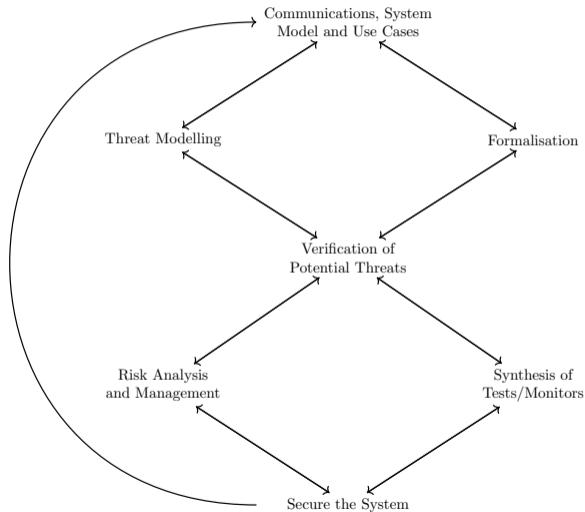 Communications, System
Model and Use Cases
Threat Modelling
Formalisation
Verification of
Potential Threats
Risk Analysis
and Management
Synthesis of
Tests/Monitors
Secure the System